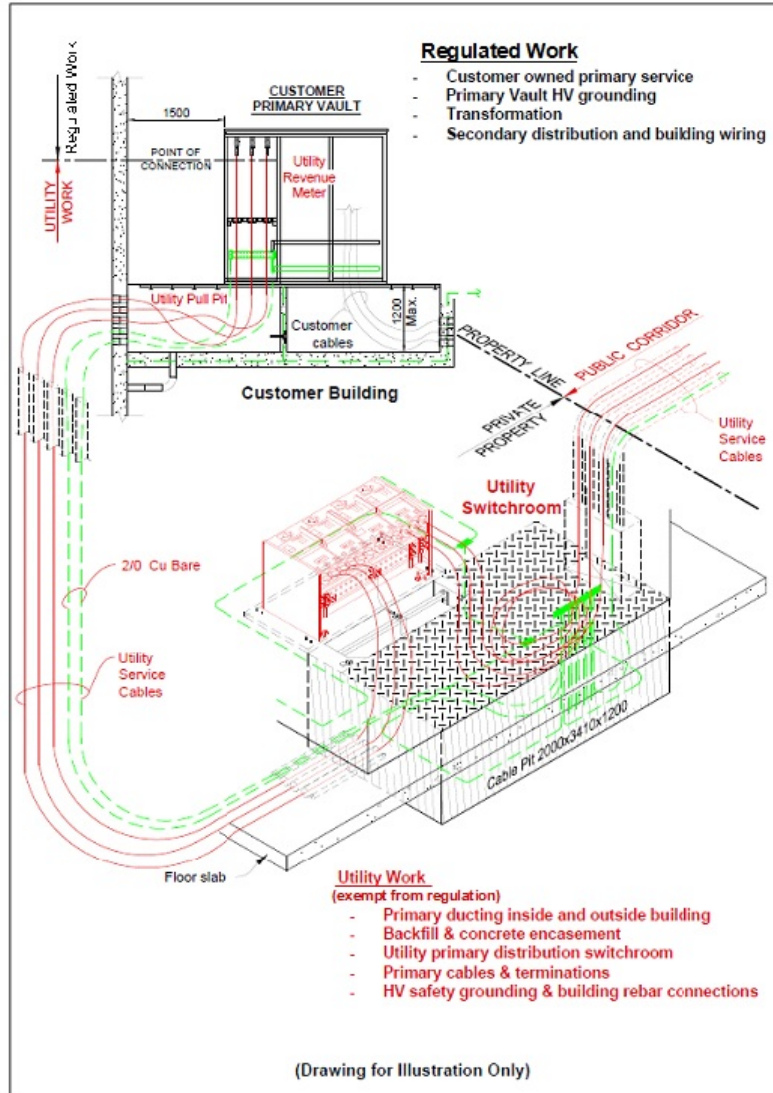 Regulated Work
- Customer owned primary service
- Primary Vault HV grounding
- Transformation
- Secondary distribution and building wiring
Regulated Work
UTILITY
WORK
CUSTOMER
PRIMARY VAULT
1500
POINT OF
CONNECTION
Utility
Revenue
Meter
Utility Pull Pit
Customer
cables
1200
Max.
Customer Building
PROPERTY LINE
PUBLIC CORRIDOR
PRIVATE
PROPERTY
Utility
Service
Cables
Utility
Switchroom
2/0 Cu Bare
Utility
Service
Cables
Cable Pit 2000x3410x1200
Floor slab
Utility Work
(exempt from regulation)
- Primary ducting inside and outside building
- Backfill & concrete encasement
- Utility primary distribution switchroom
- Primary cables & terminations
- HV safety grounding & building rebar connections
(Drawing for Illustration Only)